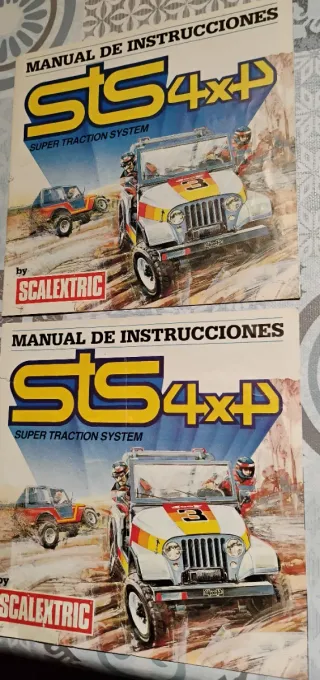 MANUAL DE INSTRUCCIONES
STS 4x4
SUPER TRACTION SYSTEM
3
by
SCALEXTRIC
MANUAL DE INSTRUCCIONES
STS 4x4
SUPER TRACTION SYSTEM
3
by
SCALEXTRIC